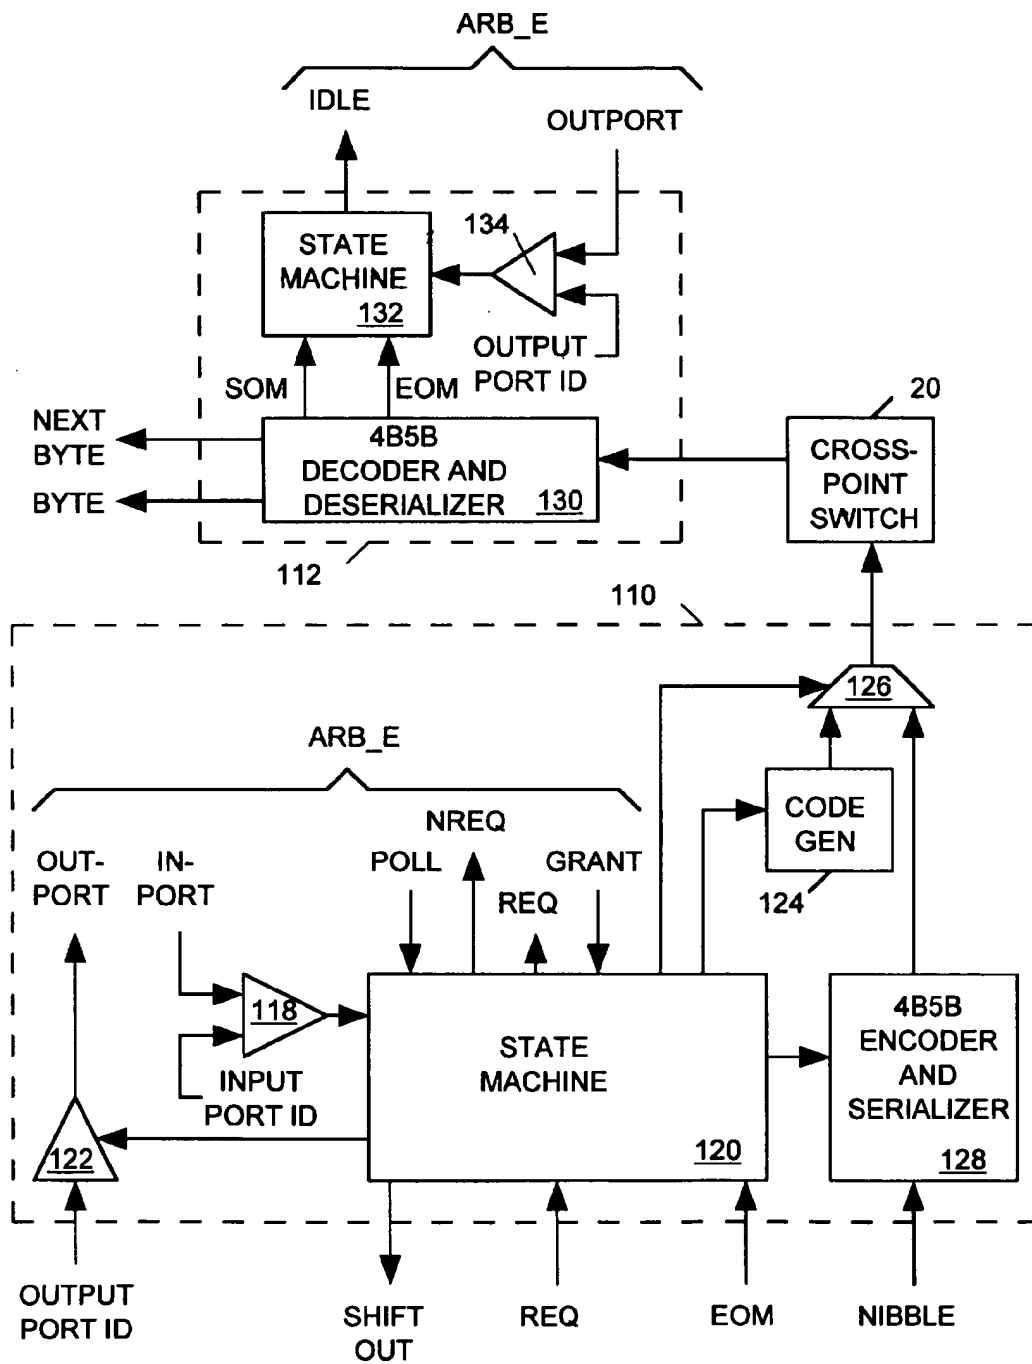 ARB_E
IDLE
OUTPORT
STATE
MACHINE
132
134
OUTPUT
PORT ID
SOM
EOM
NEXT
BYTE
BYTE
4B5B
DECODER AND
DESERIALIZER
130
20
CROSS-
POINT
SWITCH
112
110
126
ARB_E
OUT-
PORT
IN-
PORT
POLL
NREQ
REQ
GRANT
CODE
GEN
124
118
INPUT
PORT ID
STATE
MACHINE
120
4B5B
ENCODER
AND
SERIALIZER
128
122
OUTPUT
PORT ID
SHIFT
OUT
REQ
EOM
NIBBLE